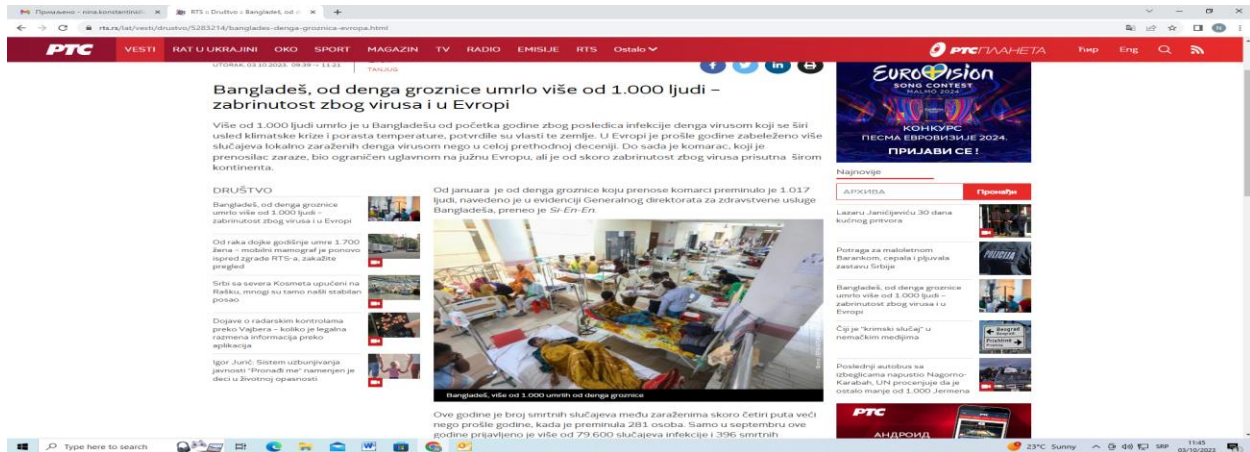 RTS :: Društvo :: Bangladeš, od
rts.rs/lat/vesti/drustvo/5283214/banglades-denga-groznica-evropa.html
РТС
VESTI RAT U UKRAJINI OKO SPORT MAGAZIN TV RADIO EMISIJE RTS Ostalo
РТС ПЛАНЕТА Ћир Eng
UTORAK, 03.10.2023, 09:39 -> 11:21
TANJUG
Bangladeš, od denga groznice umrlo više od 1.000 ljudi –
zabrinutost zbog virusa i u Evropi
Više od 1.000 ljudi umrlo je u Bangladešu od početka godine zbog posledica infekcije denga virusom koji se širi
usled klimatske krize i porasta temperature, potvrdile su vlasti te zemlje. U Evropi je prošle godine zabeleženo više
slučajeva lokalno zaraženih denga virusom nego u celoj prethodnoj deceniji. Do sada je komarac, koji je
prenosilac zaraze, bio ograničen uglavnom na južnu Evropu, ali je od skoro zabrinutost zbog virusa prisutna širom
kontinenta.
DRUŠTVO
Bangladeš, od denga groznice
umrlo više od 1.000 ljudi –
zabrinutost zbog virusa i u Evropi
Od raka dojke godišnje umre 1.700
žena – mobilni mamograf je ponovo
ispred zgrade RTS-a, zakažite
pregled
Srbi sa severa Kosmeta upućeni na
Rašku, mnogi su tamo našli stabilan
posao
Dojave o radarskim kontrolama
preko Vajbera – koliko je legalna
razmena informacija preko
aplikacija
Igor Jurić: Sistem uzbunjivanja
javnosti "Pronađi me" namenjen je
deci u životnoj opasnosti
Od januara je od denga groznice koju prenose komarci preminulo je 1.017
ljudi, navedeno je u evidenciji Generalnog direktorata za zdravstvene usluge
Bangladeša, preneo je Si-En-En.
Bangladeš, više od 1.000 umrlih od denga groznice
Ove godine je broj smrtnih slučajeva među zaraženima skoro četiri puta veći
nego prošle godine, kada je preminula 281 osoba. Samo u septembru ove
godine prijavljeno je više od 79.600 slučajeva infekcije i 396 smrtnih
EUROVISION
SONG CONTEST
MALMÖ 2024
КОНКУРС
ПЕСМА ЕВРОВИЗИЈЕ 2024.
ПРИЈАВИ СЕ!
Najnovije
АРХИВА Пронађи
Lazaru Janićijeviću 30 dana
kućnog pritvora
Potraga za maloletnom
Barankom, cepala i pljuvala
zastavu Srbije
POLICIJA
Bangladeš, od denga groznice
umrlo više od 1.000 ljudi –
zabrinutost zbog virusa i u
Evropi
Čiji je "krimski slučaj" u
nemačkim medijima
Poslednji autobus sa
izbeglicama napustio Nagorno-
Karabah, UN procenjuje da je
ostalo manje od 1.000 Jermena
РТС
АНДРОИД
Type here to search
23°C Sunny
SRP
11:45
03/10/2023